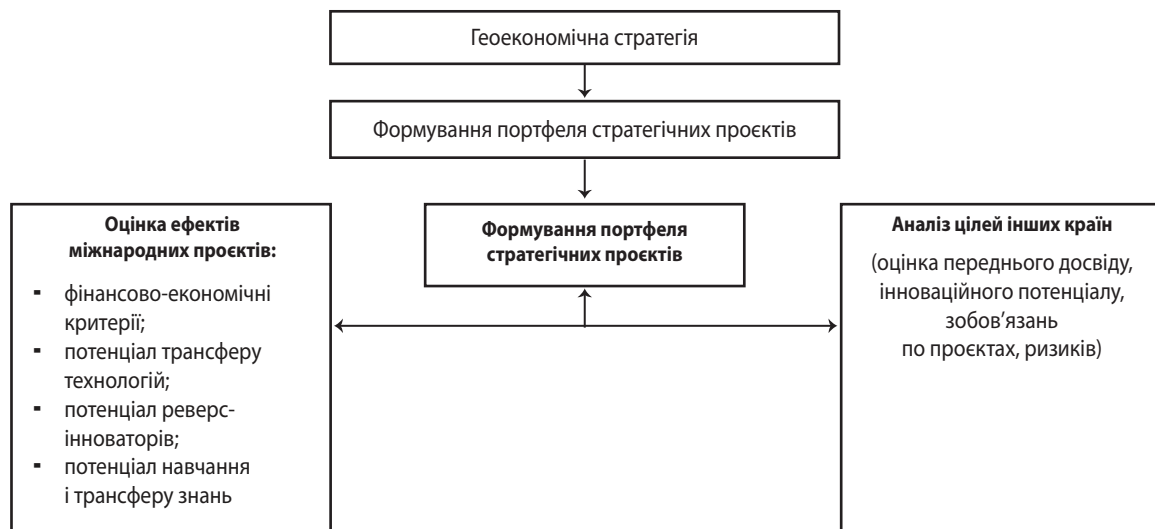 Геоекономічна стратегія
Формування портфеля стратегічних проєктів
Оцінка ефектів
міжнародних проєктів:
- фінансово-економічні
критерії;
- потенціал трансферу
технологій;
- потенціал реверс-
інноваторів;
- потенціал навчання
і трансферу знань
Формування портфеля
стратегічних проєктів
Аналіз цілей інших країн
(оцінка переднього досвіду,
інноваційного потенціалу,
зобов’язань
по проєктах, ризиків)